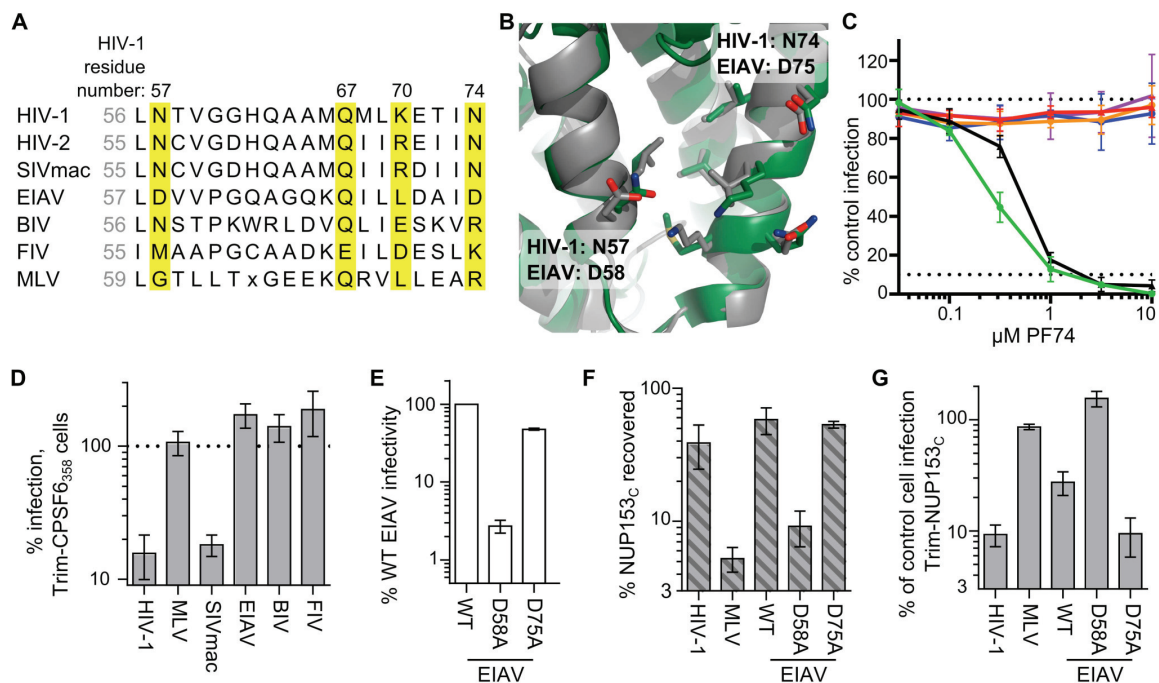 A
HIV-1
residue
number: 57 67 70 74
HIV-1 56 L N T V G G H Q A A M Q M L K E T I N
HIV-2 55 L N C V G D H Q A A M Q I I R E I I N
SIVmac 55 L N C V G D H Q A A M Q I I R D I I N
EIAV 57 L D V V P G Q A G Q K Q I L L D A I D
BIV 56 L N S T P K W R L D V Q L I E S K V R
FIV 55 I M A A P G C A A D K E I L D E S L K
MLV 59 L G T L L T x G E E K Q R V L L E A R
B
HIV-1: N74
EIAV: D75
HIV-1: N57
EIAV: D58
C
% control infection
120
100
80
60
40
20
0
0.1 1 10
µM PF74
D
% infection,
Trim-CPSF6358 cells
100
10
HIV-1
MLV
SIVmac
EIAV
BIV
FIV
E
% WT EIAV infectivity
100
10
1
WT
D58A
D75A
EIAV
F
% NUP153C recovered
100
10
3
HIV-1
MLV
WT
D58A
D75A
EIAV
G
% of control cell infection
Trim-NUP153C
100
10
3
HIV-1
MLV
WT
D58A
D75A
EIAV